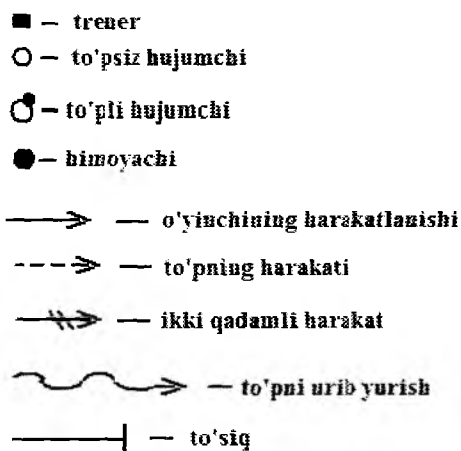 — trener
— to'psiz hujumchi
— to'pli hujumchi
— himoyachi
— o'yinchining harakatlanishi
— to'pning harakati
— ikki qadamli harakat
— to'pni urib yurish
— to'siq